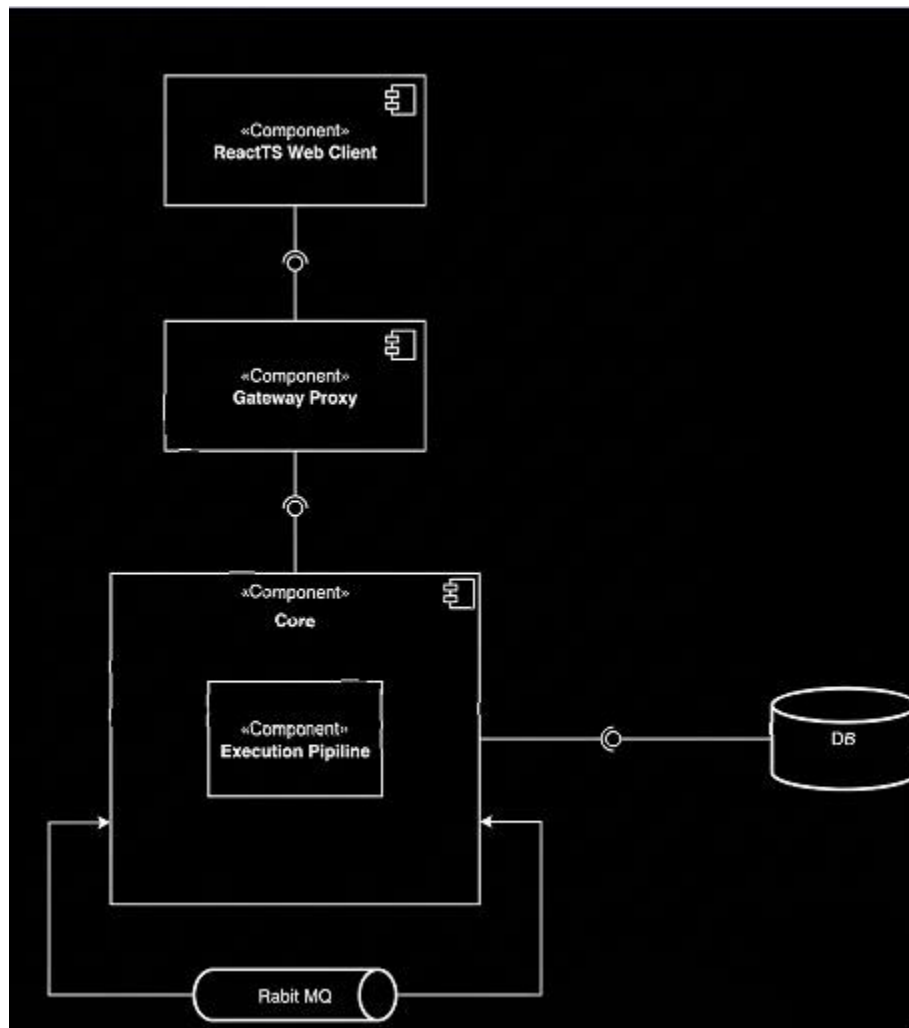 «Component»
ReactTS Web Client
«Component»
Gateway Proxy
«Component»
Core
«Component»
Execution Pipiline
DB
Rabit MQ